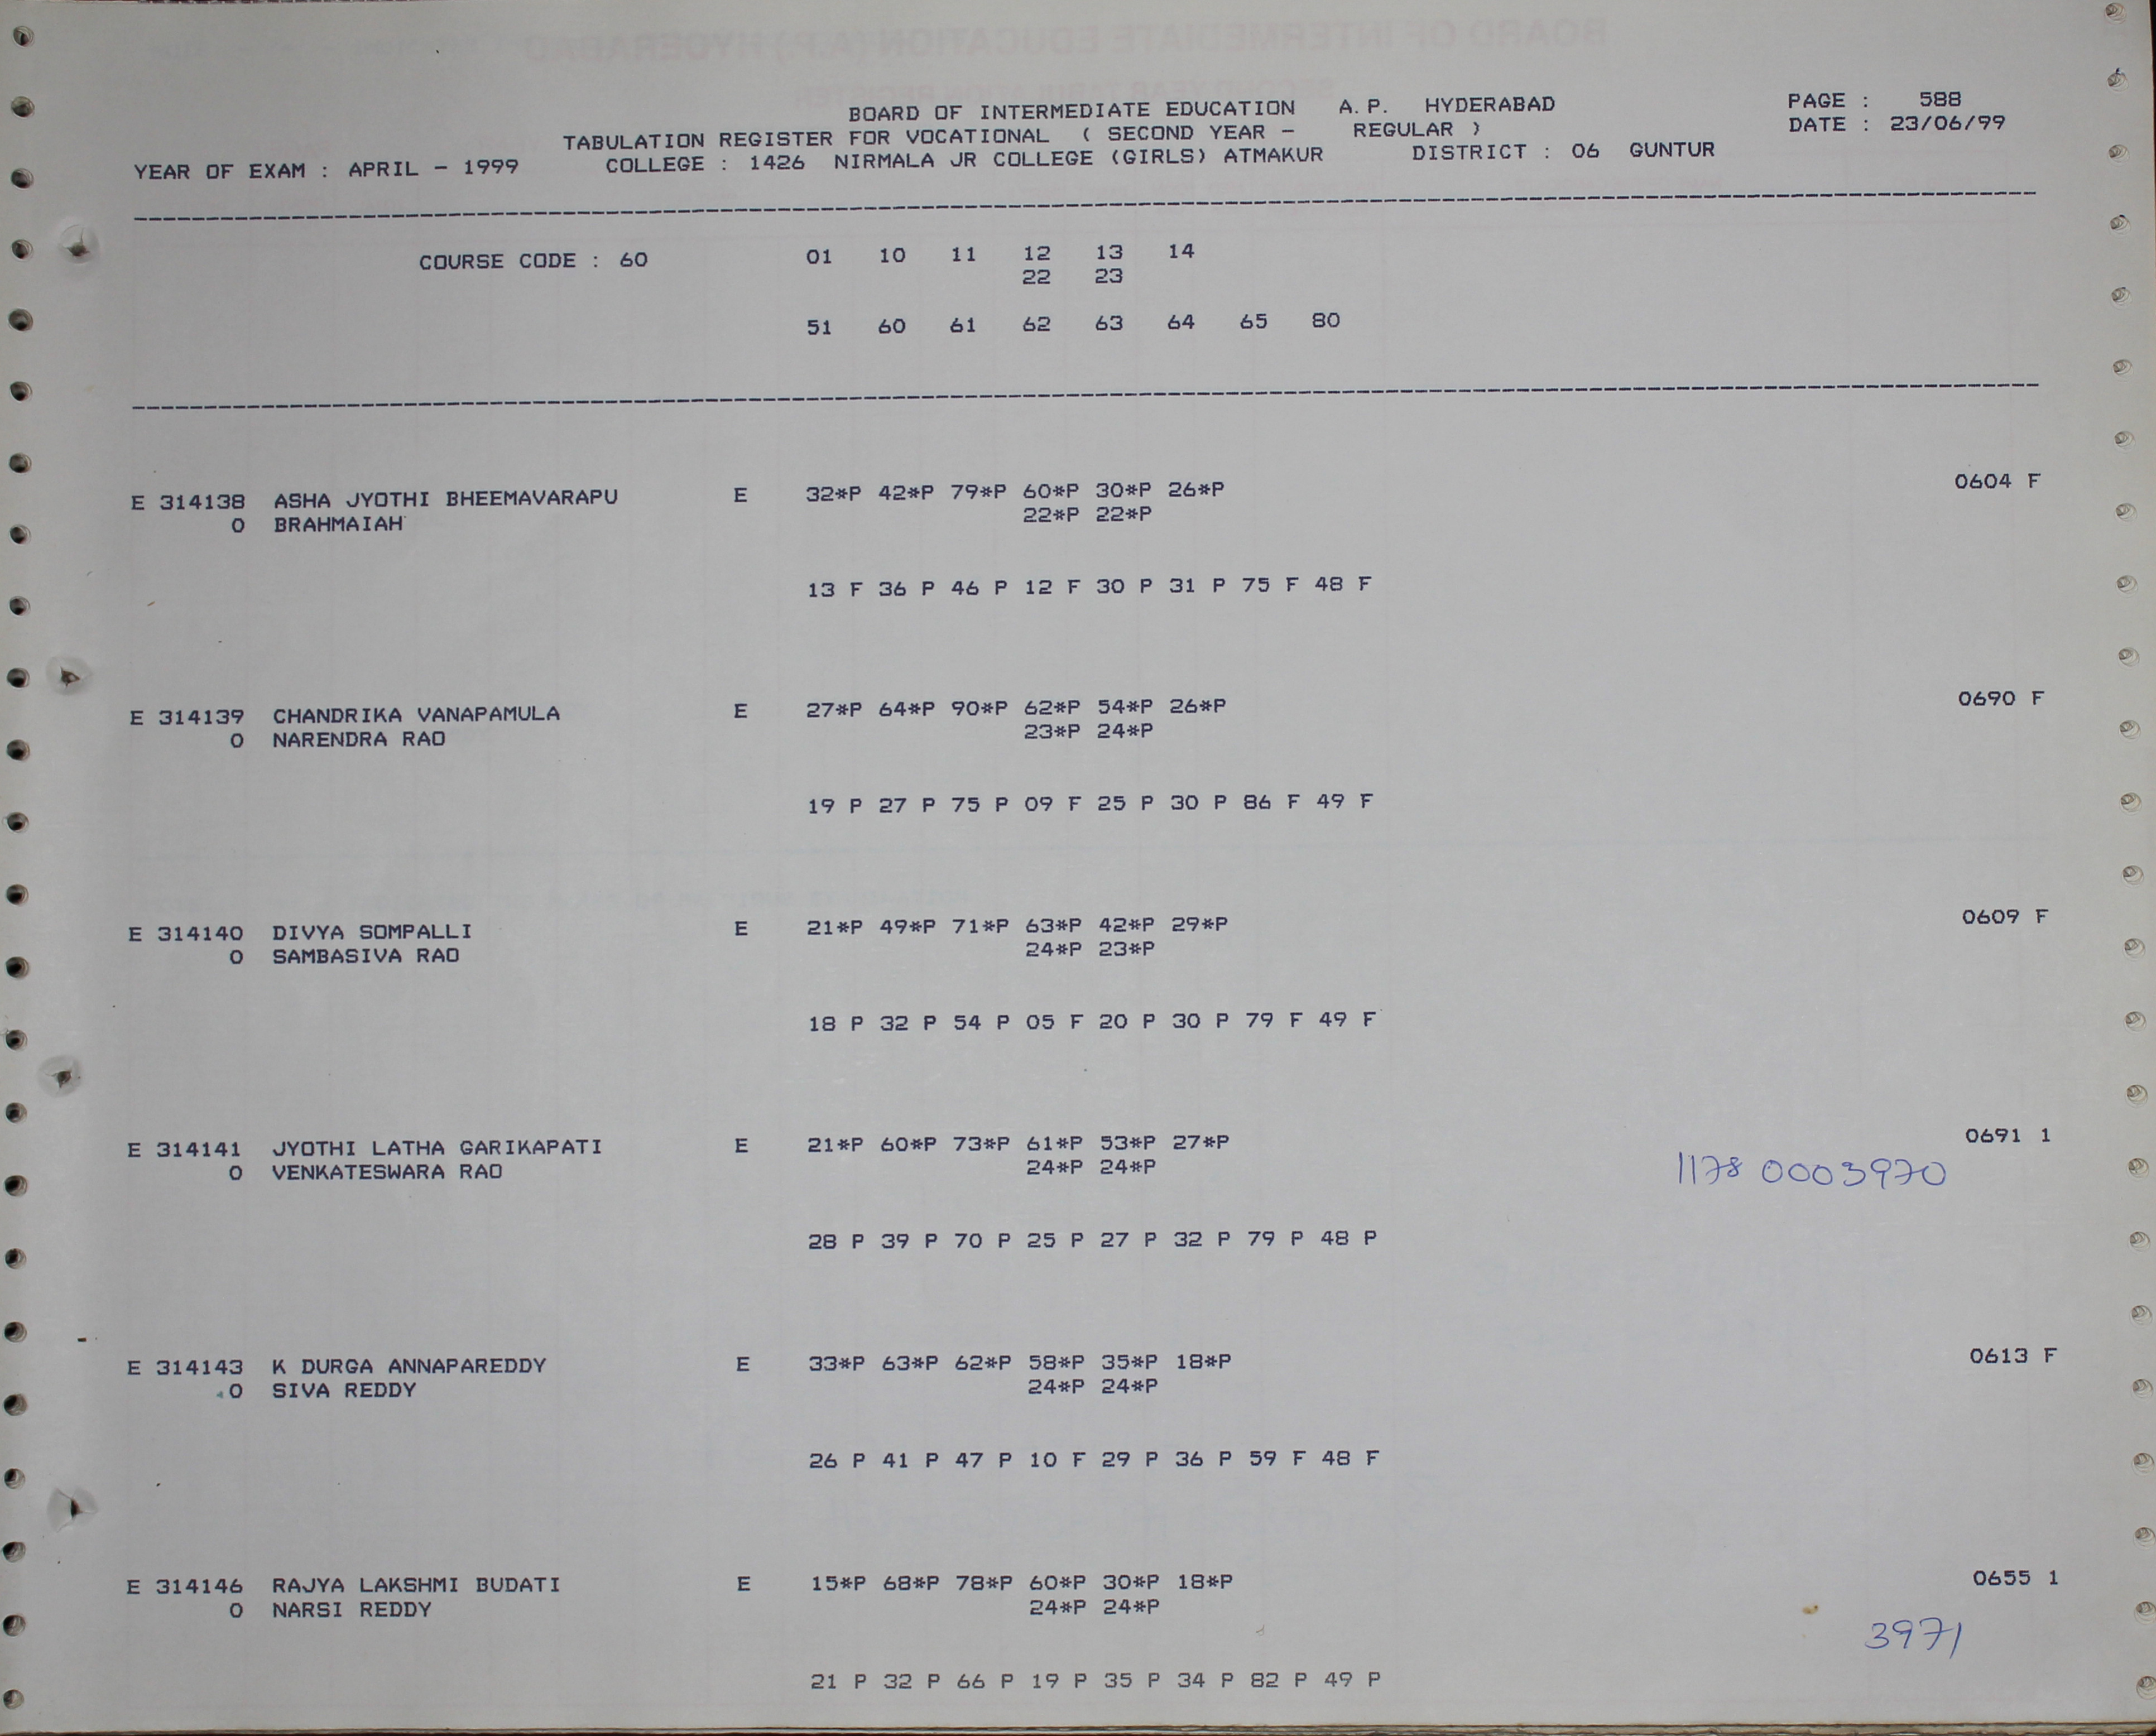 BOARD OF INTERMEDIATE EDUCATION A.P. HYDERABAD PAGE : 588
TABULATION REGISTER FOR VOCATIONAL ( SECOND YEAR - REGULAR ) DATE : 23/06/99
YEAR OF EXAM : APRIL - 1999 COLLEGE : 1426 NIRMALA JR COLLEGE (GIRLS) ATMAKUR DISTRICT : 06 GUNTUR
COURSE CODE : 60 01 10 11 12 13 14
22 23
51 60 61 62 63 64 65 80
E 314138 ASHA JYOTHI BHEEMAVARAPU E 32*P 42*P 79*P 60*P 30*P 26*P 0604 F
0 BRAHMAIAH 22*P 22*P
13 F 36 P 46 P 12 F 30 P 31 P 75 F 48 F
E 314139 CHANDRIKA VANAPAMULA E 27*P 64*P 90*P 62*P 54*P 26*P 0690 F
0 NARENDRA RAO 23*P 24*P
19 P 27 P 75 P 09 F 25 P 30 P 86 F 49 F
E 314140 DIVYA SOMPALLI E 21*P 49*P 71*P 63*P 42*P 29*P 0609 F
0 SAMBASIVA RAO 24*P 23*P
18 P 32 P 54 P 05 F 20 P 30 P 79 F 49 F
E 314141 JYOTHI LATHA GARIKAPATI E 21*P 60*P 73*P 61*P 53*P 27*P 0691 1
0 VENKATESWARA RAO 24*P 24*P 1178 0003970
28 P 39 P 70 P 25 P 27 P 32 P 79 P 48 P
E 314143 K DURGA ANNAPAREDDY E 33*P 63*P 62*P 58*P 35*P 18*P 0613 F
0 SIVA REDDY 24*P 24*P
26 P 41 P 47 P 10 F 29 P 36 P 59 F 48 F
E 314146 RAJYA LAKSHMI BUDATI E 15*P 68*P 78*P 60*P 30*P 18*P 0655 1
0 NARSI REDDY 24*P 24*P
3971
21 P 32 P 66 P 19 P 35 P 34 P 82 P 49 P